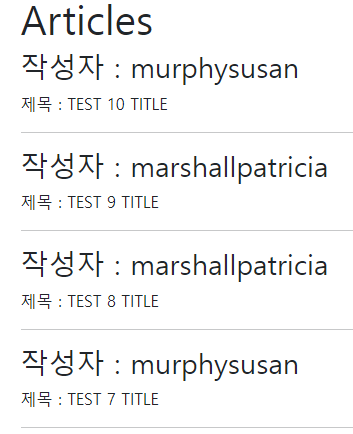 Articles
작성자 : murphysusan
제목 : TEST 10 TITLE
작성자 : marshallpatricia
제목 : TEST 9 TITLE
작성자 : marshallpatricia
제목 : TEST 8 TITLE
작성자 : murphysusan
제목 : TEST 7 TITLE